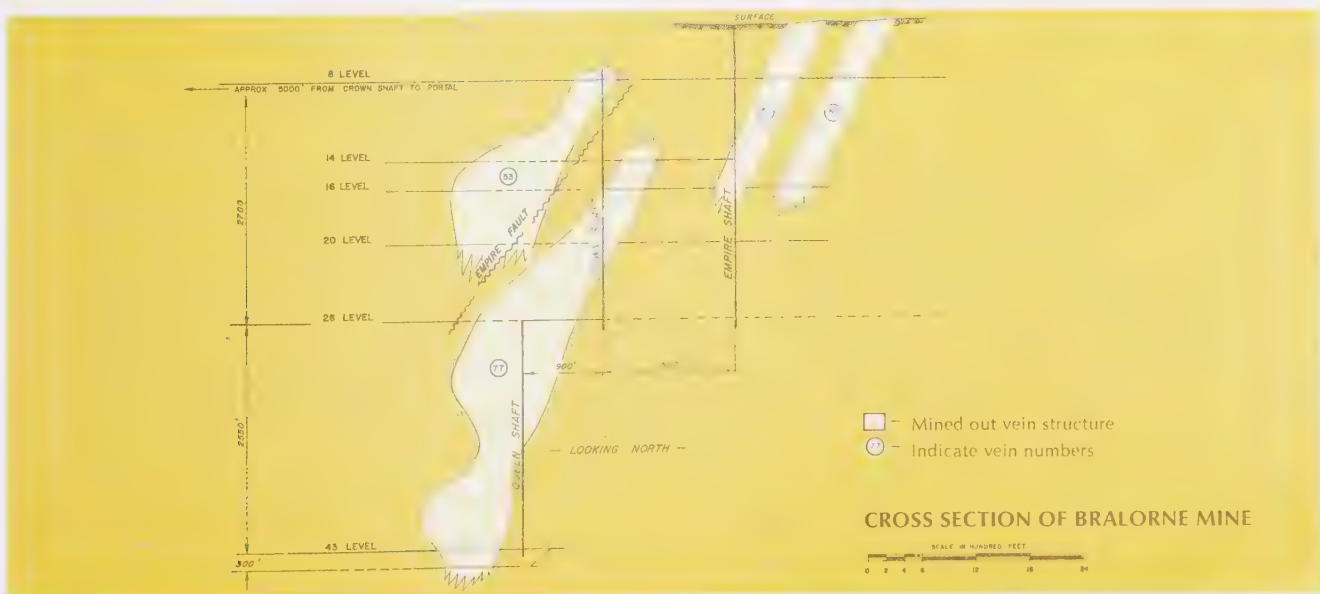 SURFACE
8 LEVEL
APPROX 5000' FROM CROWN SHAFT TO PORTAL
14 LEVEL
53
16 LEVEL
2700
EMPIRE FAULT
EMPIRE SHAFT
20 LEVEL
26 LEVEL
77
900'
2550'
QUEEN SHAFT
- LOOKING NORTH -
- Mined out vein structure
77 - Indicate vein numbers
CROSS SECTION OF BRALORNE MINE
SCALE IN HUNDRED FEET
0 2 4 6 12 18 24
43 LEVEL
300'